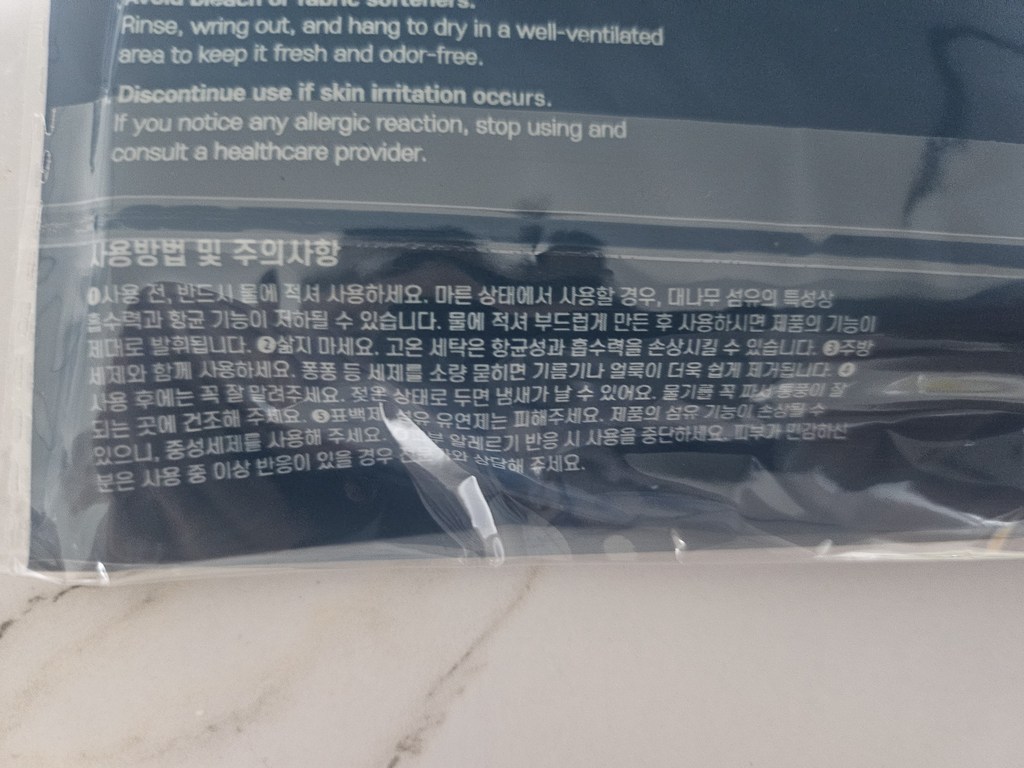 Avoid bleach or fabric softeners.
Rinse, wring out, and hang to dry in a well-ventilated
area to keep it fresh and odor-free.
Discontinue use if skin irritation occurs.
If you notice any allergic reaction, stop using and
consult a healthcare provider.
사용방법 및 주의사항
❶사용 전, 반드시 물에 적셔 사용하세요. 마른 상태에서 사용할 경우, 대나무 섬유의 특성상
흡수력과 항균 기능이 저하될 수 있습니다. 물에 적셔 부드럽게 만든 후 사용하시면 제품의 기능이
제대로 발휘됩니다. ❷삶지 마세요. 고온 세탁은 항균성과 흡수력을 손상시킬 수 있습니다. ❸주방
세제와 함께 사용하세요. 퐁퐁 등 세제를 소량 묻히면 기름기나 얼룩이 더욱 쉽게 제거됩니다. ❹
사용 후에는 꼭 잘 말려주세요. 젖은 상태로 두면 냄새가 날 수 있어요. 물기를 꼭 짜서 통풍이 잘
되는 곳에 건조해 주세요. ❺표백제, 섬유 유연제는 피해주세요. 제품의 섬유 기능이 손상될 수
있으니, 중성세제를 사용해 주세요. 알레르기 반응 시 사용을 중단하세요. 피부가 민감하신
분은 사용 중 이상 반응이 있을 경우 상담해 주세요.